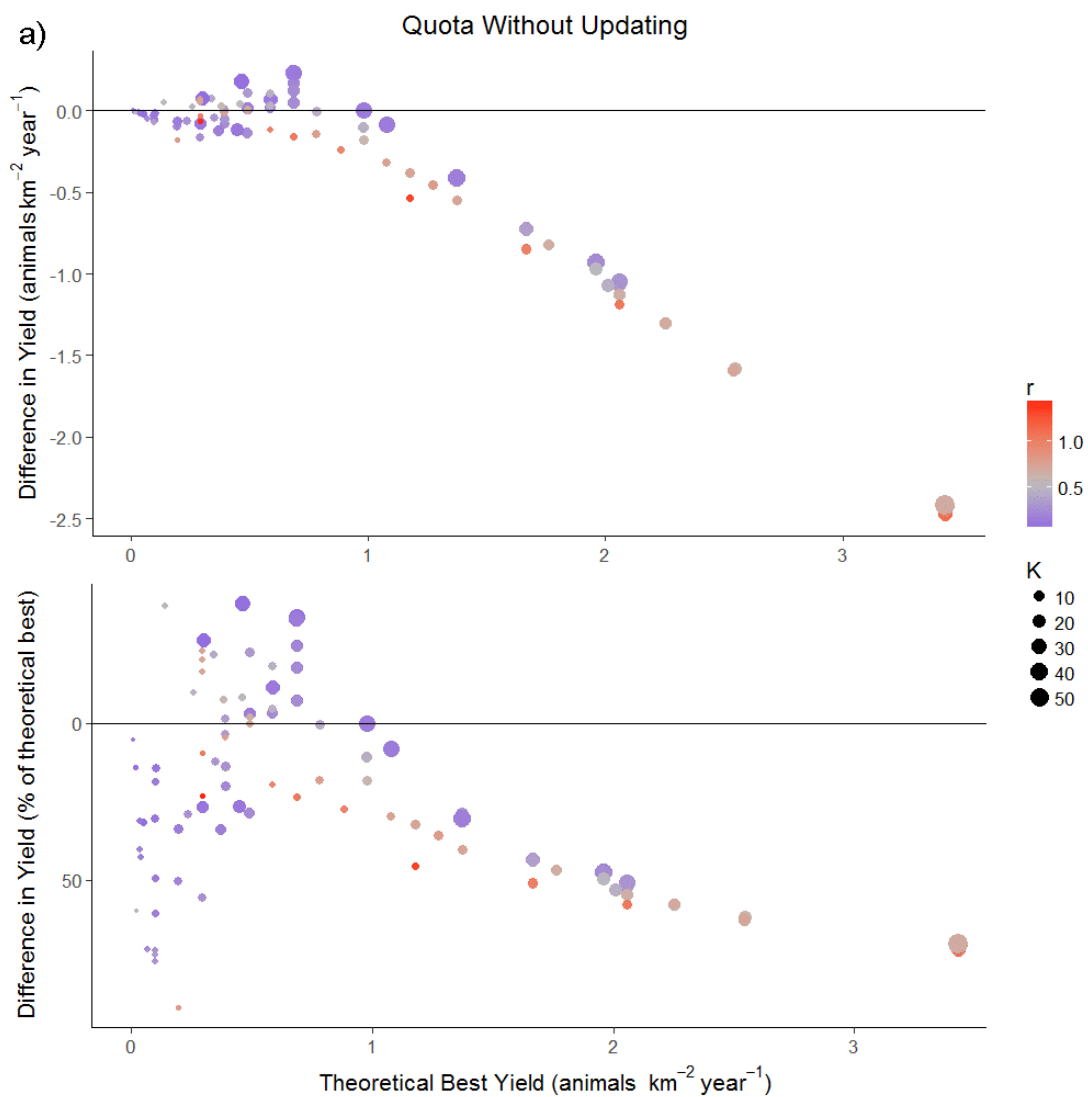 a)
Quota Without Updating
Difference in Yield (animalskm⁻² year⁻¹)
0.0
-0.5
-1.0
-1.5
-2.0
-2.5
0 1 2 3
Difference in Yield (% of theoretical best)
0
50
0 1 2 3
Theoretical Best Yield (animals km⁻² year⁻¹)
r
1.0
0.5
K
10
20
30
40
50